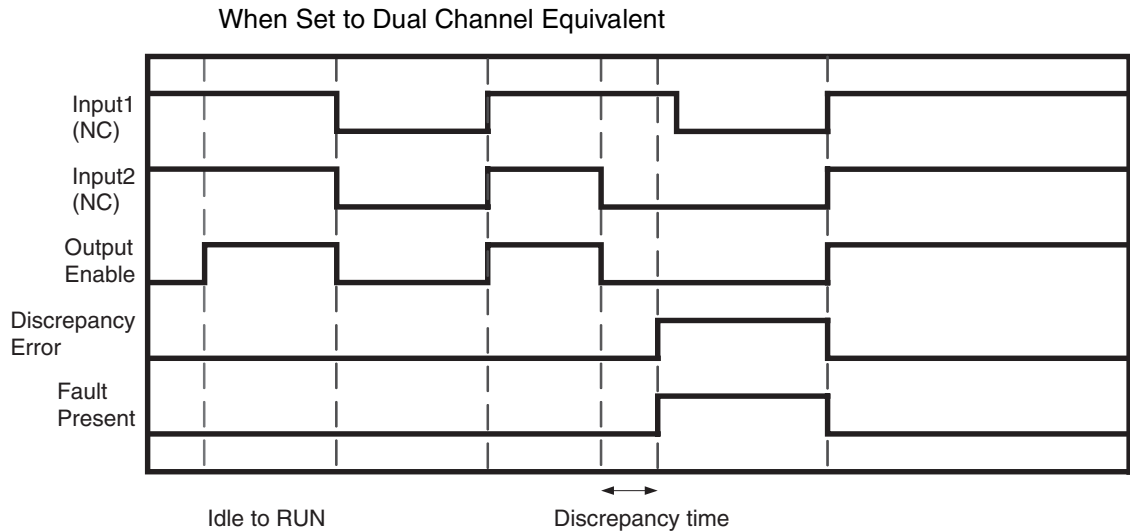 When Set to Dual Channel Equivalent
Input1
(NC)
Input2
(NC)
Output
Enable
Discrepancy
Error
Fault
Present
Idle to RUN
Discrepancy time